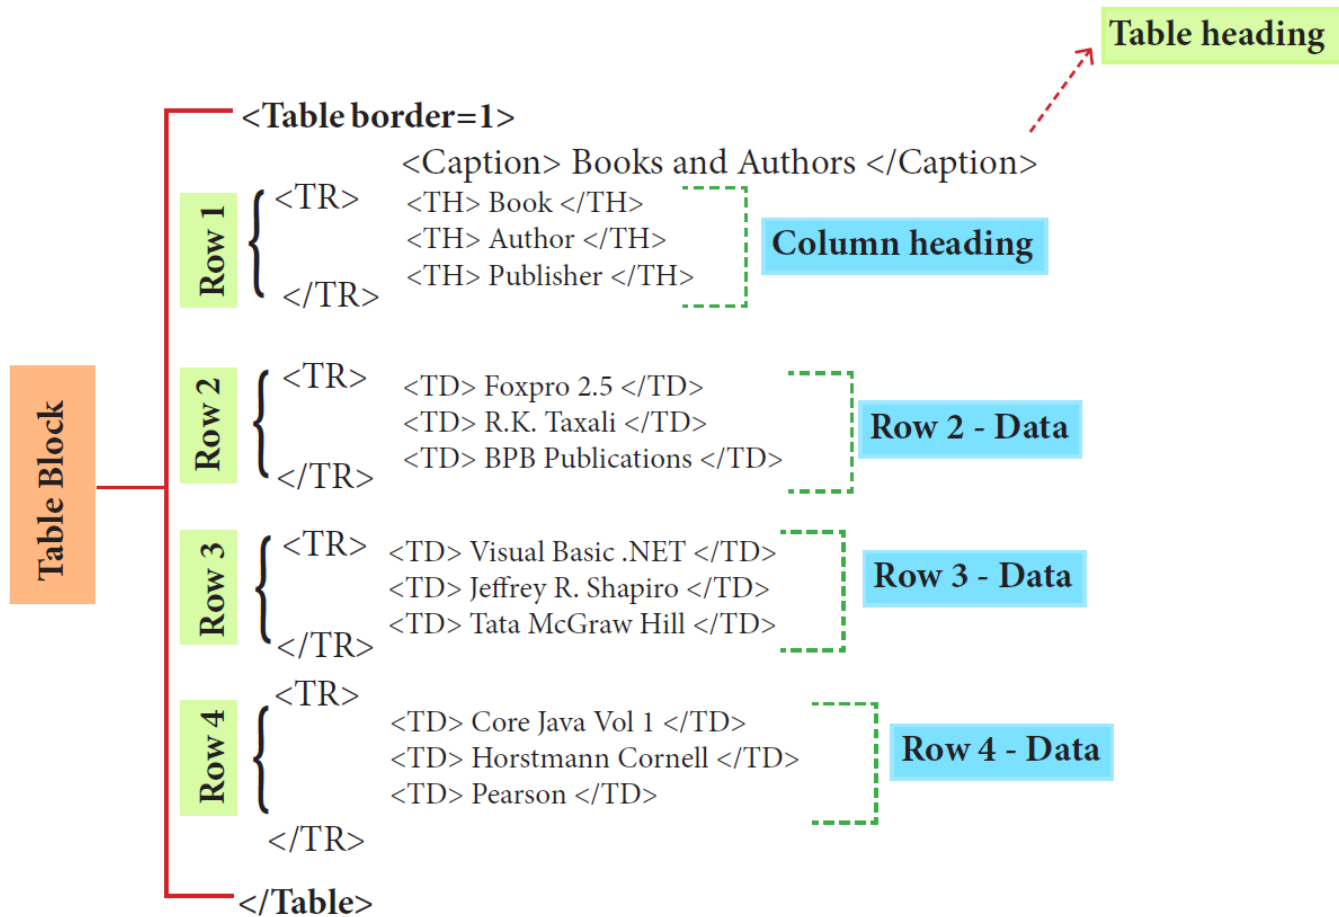 Table heading
<Table border=1>
<Caption> Books and Authors </Caption>
Row 1
<TR>
<TH> Book </TH>
<TH> Author </TH>
<TH> Publisher </TH>
</TR>
Column heading
Table Block
Row 2
<TR>
<TD> Foxpro 2.5 </TD>
<TD> R.K. Taxali </TD>
<TD> BPB Publications </TD>
</TR>
Row 2 - Data
Row 3
<TR>
<TD> Visual Basic .NET </TD>
<TD> Jeffrey R. Shapiro </TD>
<TD> Tata McGraw Hill </TD>
</TR>
Row 3 - Data
Row 4
<TR>
<TD> Core Java Vol 1 </TD>
<TD> Horstmann Cornell </TD>
<TD> Pearson </TD>
</TR>
Row 4 - Data
</Table>